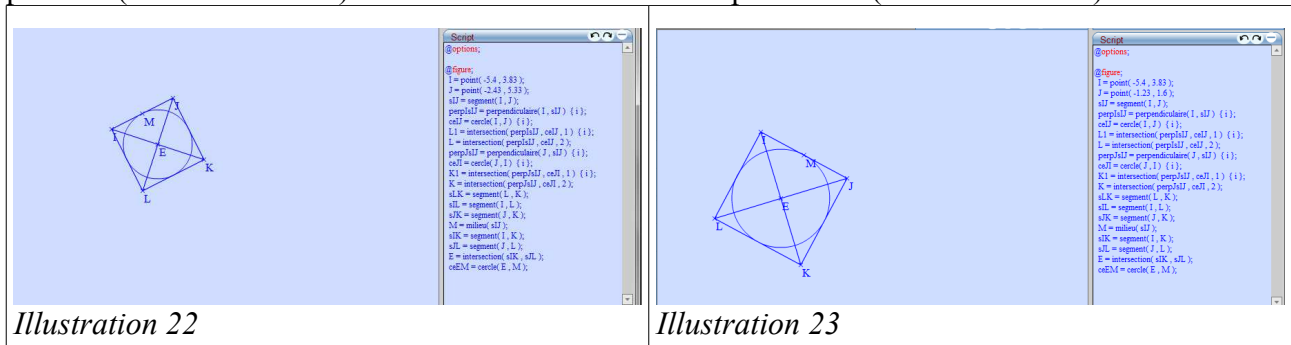 Script
@options;
@figure;
I = point( -5.4 , 3.83 );
J = point( -2.43 , 5.33 );
sIJ = segment( I , J );
perpIsIJ = perpendiculaire( I , sIJ ) { i };
ceIJ = cercle( I , J ) { i };
L1 = intersection( perpIsIJ , ceIJ , 1 ) { i };
L = intersection( perpIsIJ , ceIJ , 2 );
perpJsIJ = perpendiculaire( J , sIJ ) { i };
ceJI = cercle( J , I ) { i };
K1 = intersection( perpJsIJ , ceJI , 1 ) { i };
K = intersection( perpJsIJ , ceJI , 2 );
sLK = segment( L , K );
sIL = segment( I , L );
sJK = segment( J , K );
M = milieu( sIJ );
sIK = segment( I , K );
sJL = segment( J , L );
E = intersection( sIK , sJL );
ceEM = cercle( E , M );
J
M
I
E
K
L
Illustration 22
Script
@options;
@figure;
I = point( -5.4 , 3.83 );
J = point( -1.23 , 1.6 );
sIJ = segment( I , J );
perpIsIJ = perpendiculaire( I , sIJ ) { i };
ceIJ = cercle( I , J ) { i };
L1 = intersection( perpIsIJ , ceIJ , 1 ) { i };
L = intersection( perpIsIJ , ceIJ , 2 );
perpJsIJ = perpendiculaire( J , sIJ ) { i };
ceJI = cercle( J , I ) { i };
K1 = intersection( perpJsIJ , ceJI , 1 ) { i };
K = intersection( perpJsIJ , ceJI , 2 );
sLK = segment( L , K );
sIL = segment( I , L );
sJK = segment( J , K );
M = milieu( sIJ );
sIK = segment( I , K );
sJL = segment( J , L );
E = intersection( sIK , sJL );
ceEM = cercle( E , M );
I
M
J
E
L
K
Illustration 23